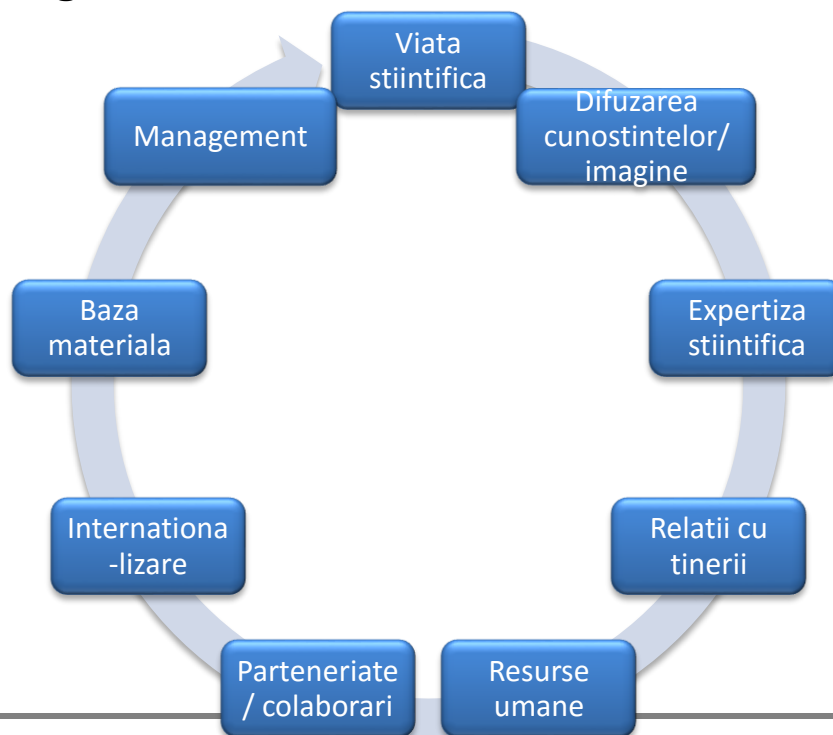 Viata
stiintifica
Difuzarea
cunostintelor/
imagine
Expertiza
stiintifica
Relatii cu
tinerii
Resurse
umane
Parteneriate
/ colaborari
Internationa
-lizare
Baza
materiala
Management